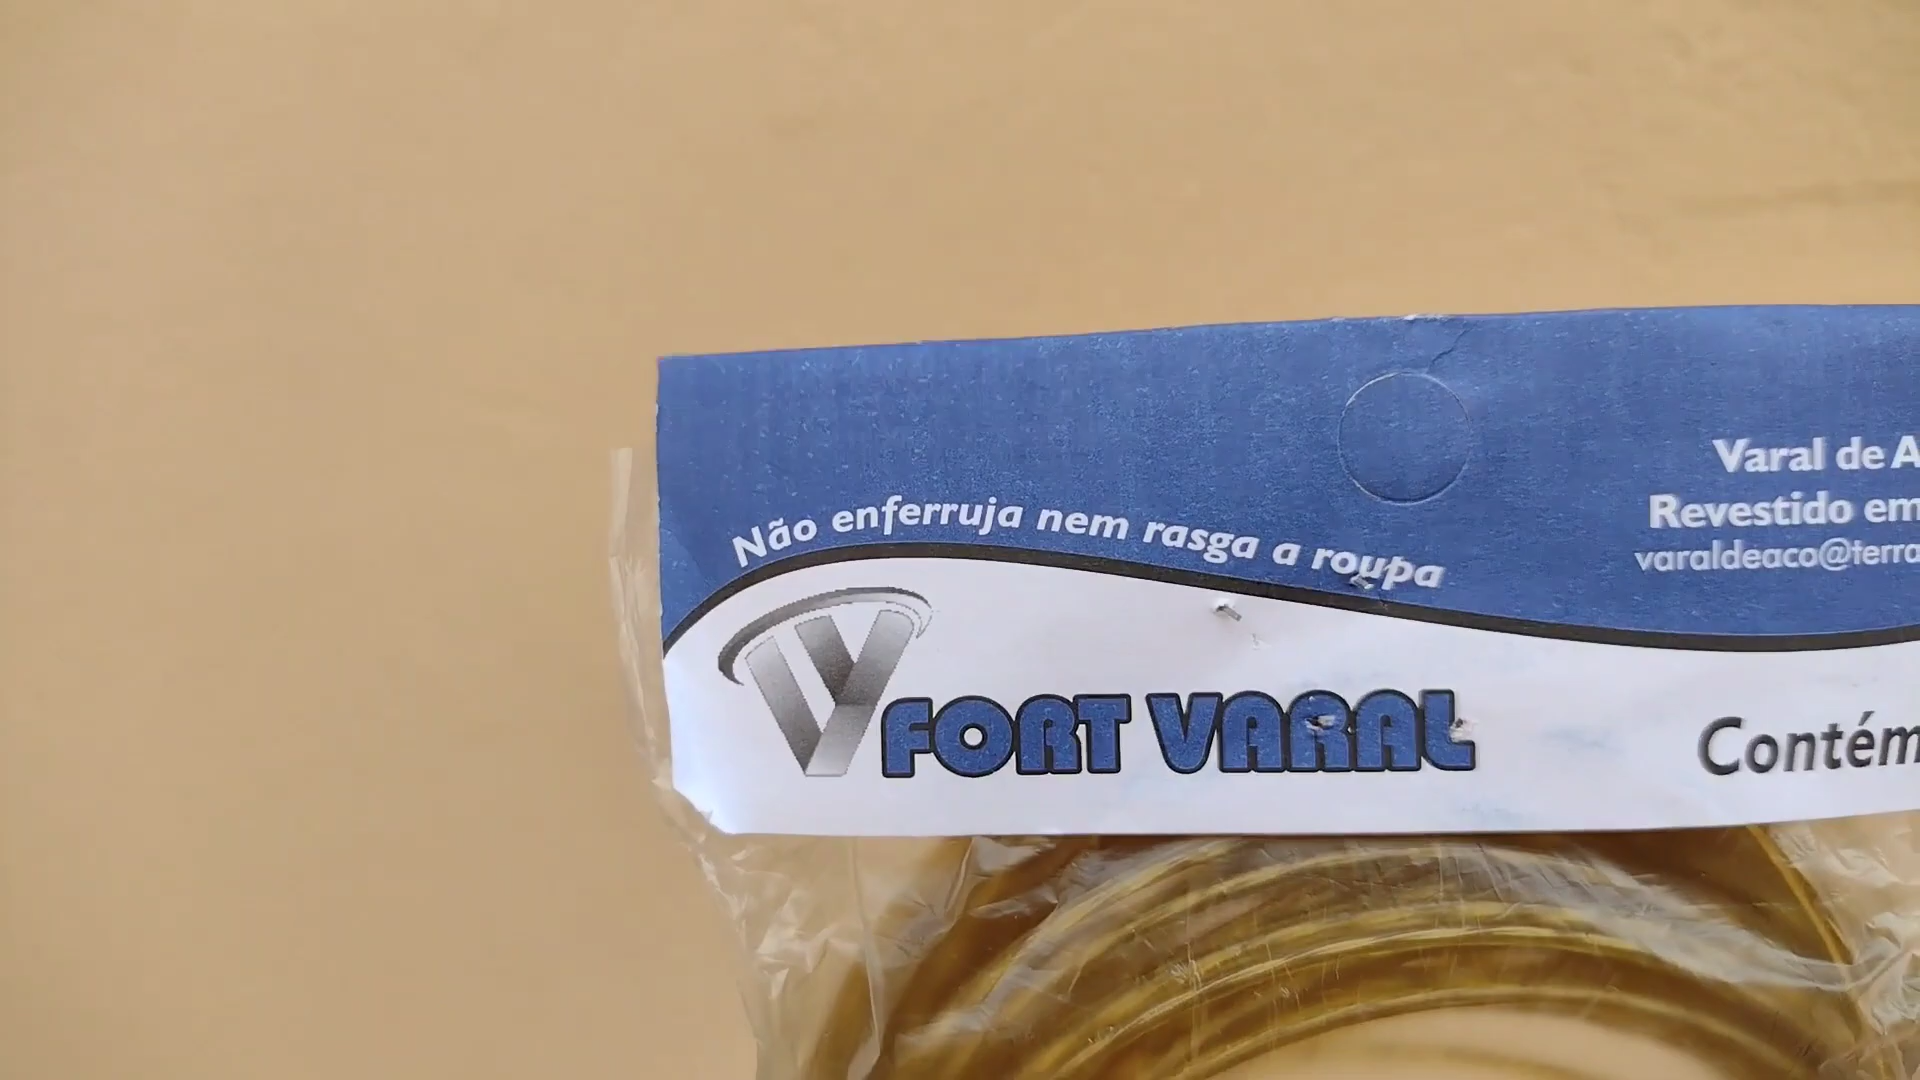 Não enferruja nem rasga a roupa
FORT VARAL
Varal de
Revestido em
varaldeaco@terra
Contém